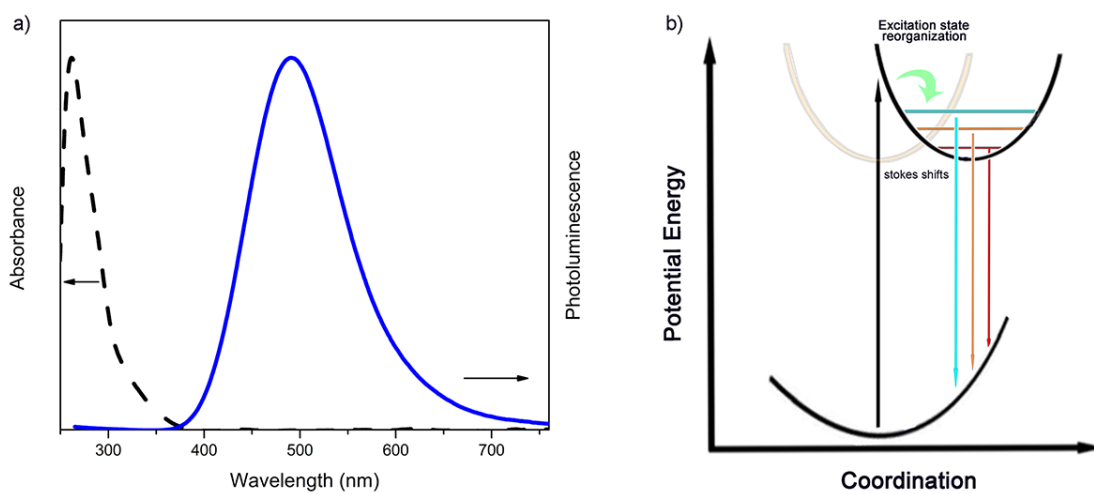 a)
Absorbance
Photoluminescence
300
400
500
600
700
Wavelength (nm)
b)
Excitation state
reorganization
stokes shifts
Potential Energy
Coordination